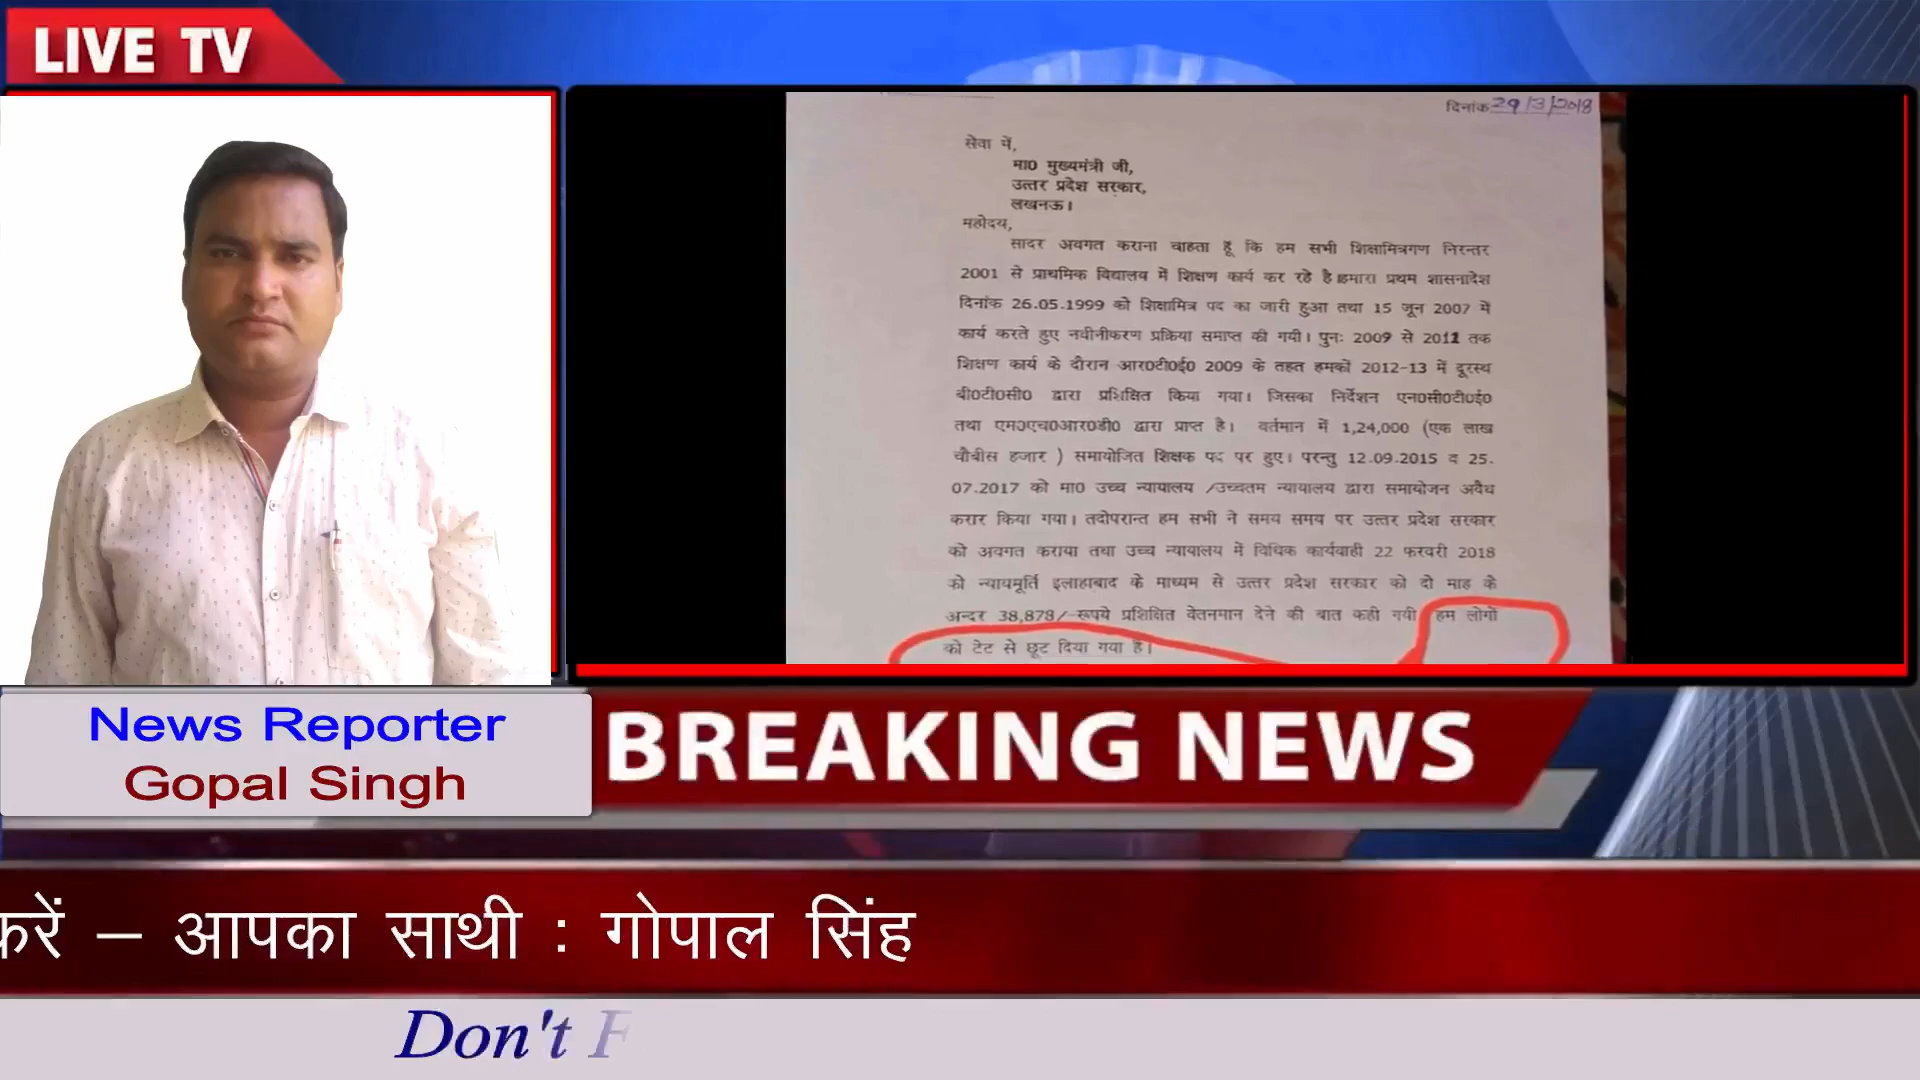 LIVE TV
दिनांक 29/3/2018
सेवा में,
मा0 मुख्यमंत्री जी,
उत्तर प्रदेश सरकार,
लखनऊ।
महोदय,
सादर अवगत कराना चाहता हूँ कि हम सभी शिक्षामित्रगण निरन्तर
2001 से प्राथमिक विद्यालय में शिक्षण कार्य कर रहे है।हमारा प्रथम शासनादेश
दिनांक 26.05.1999 को शिक्षामित्र पद का जारी हुआ तथा 15 जून 2007 में
कार्य करते हुए नवीनीकरण प्रक्रिया समाप्त की गयी। पुनः 2009 से 2011 तक
शिक्षण कार्य के दौरान आर0टी0ई0 2009 के तहत हमकों 2012-13 में दूरस्थ
बी0टी0सी0 द्वारा प्रशिक्षित किया गया। जिसका निर्देशन एन0सी0टी0ई0
तथा एम0एच0आर0डी0 द्वारा प्राप्त है। वर्तमान में 1,24,000 (एक लाख
चौबीस हजार ) समायोजित शिक्षक पद पर हुए। परन्तु 12.09.2015 व 25.
07.2017 को मा0 उच्च न्यायालय /उच्चतम न्यायालय द्वारा समायोजन अवैध
करार किया गया। तदोपरान्त हम सभी ने समय समय पर उत्तर प्रदेश सरकार
को अवगत कराया तथा उच्च न्यायालय में विधिक कार्यवाही 22 फरवरी 2018
को न्यायमूर्ति इलाहाबाद के माध्यम से उत्तर प्रदेश सरकार को दो माह के
अन्दर 38,878/- रूपये प्रशिक्षित वेतनमान देने की बात कही गयी हम लोगों
को टेट से छूट दिया गया है।
News Reporter
Gopal Singh
BREAKING NEWS
करें – आपका साथी : गोपाल सिंह
Don't F